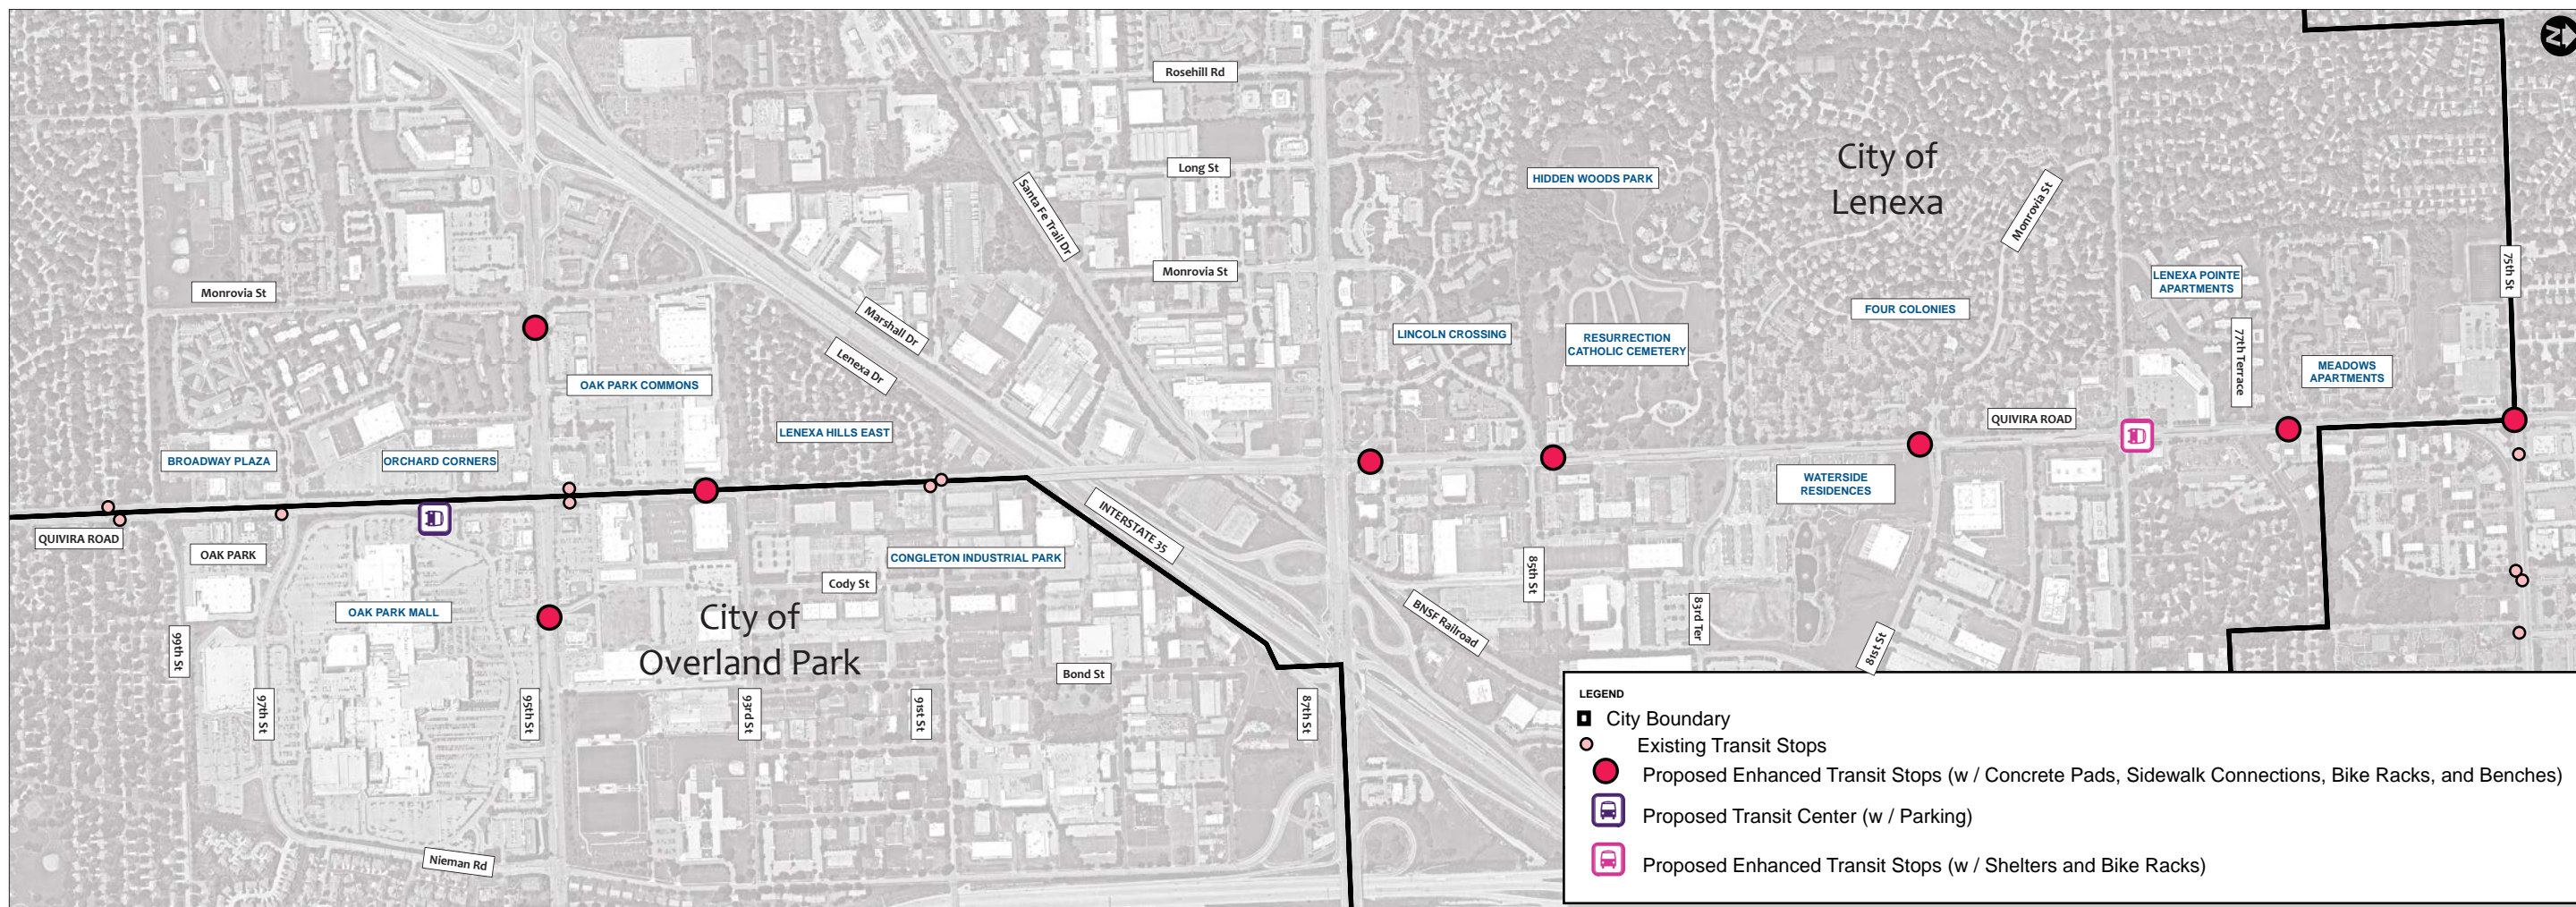 N
Rosehill Rd
Long St
Santa Fe Trail Dr
Monrovia St
Monrovia St
Marshall Dr
Lenexa Dr
HIDDEN WOODS PARK
City of
Lenexa
Monrovia St
75th St
LENEXA POINTE
APARTMENTS
FOUR COLONIES
LINCOLN CROSSING
RESURRECTION
CATHOLIC CEMETERY
77th Terrace
MEADOWS
APARTMENTS
OAK PARK COMMONS
LENEXA HILLS EAST
QUIVIRA ROAD
BROADWAY PLAZA
ORCHARD CORNERS
WATERSIDE
RESIDENCES
QUIVIRA ROAD
OAK PARK
INTERSTATE 35
CONGLETON INDUSTRIAL PARK
Cody St
85th St
OAK PARK MALL
City of
Overland Park
BNSF Railroad
83rd Ter
81st St
99th St
97th St
95th St
93rd St
91st St
Bond St
87th St
Nieman Rd
LEGEND
City Boundary
Existing Transit Stops
Proposed Enhanced Transit Stops (w / Concrete Pads, Sidewalk Connections, Bike Racks, and Benches)
Proposed Transit Center (w / Parking)
Proposed Enhanced Transit Stops (w / Shelters and Bike Racks)